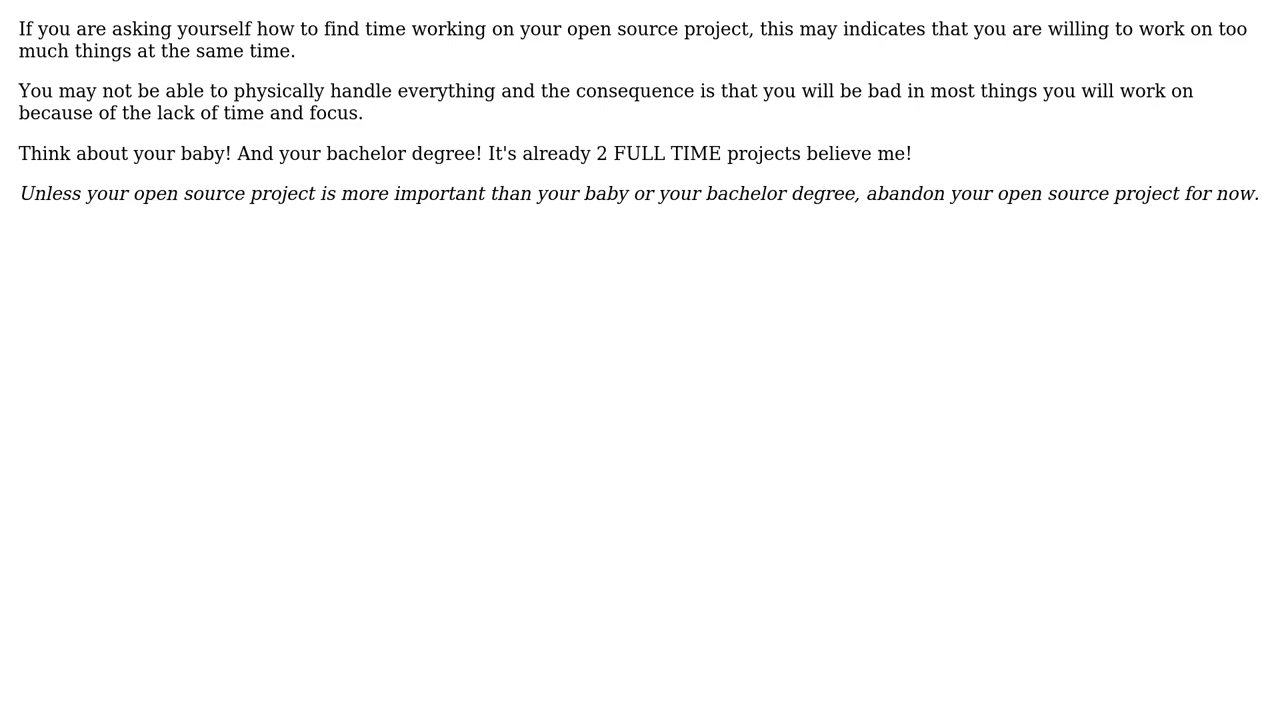 If you are asking yourself how to find time working on your open source project, this may indicates that you are willing to work on too
much things at the same time.
You may not be able to physically handle everything and the consequence is that you will be bad in most things you will work on
because of the lack of time and focus.
Think about your baby! And your bachelor degree! It's already 2 FULL TIME projects believe me!
Unless your open source project is more important than your baby or your bachelor degree, abandon your open source project for now.